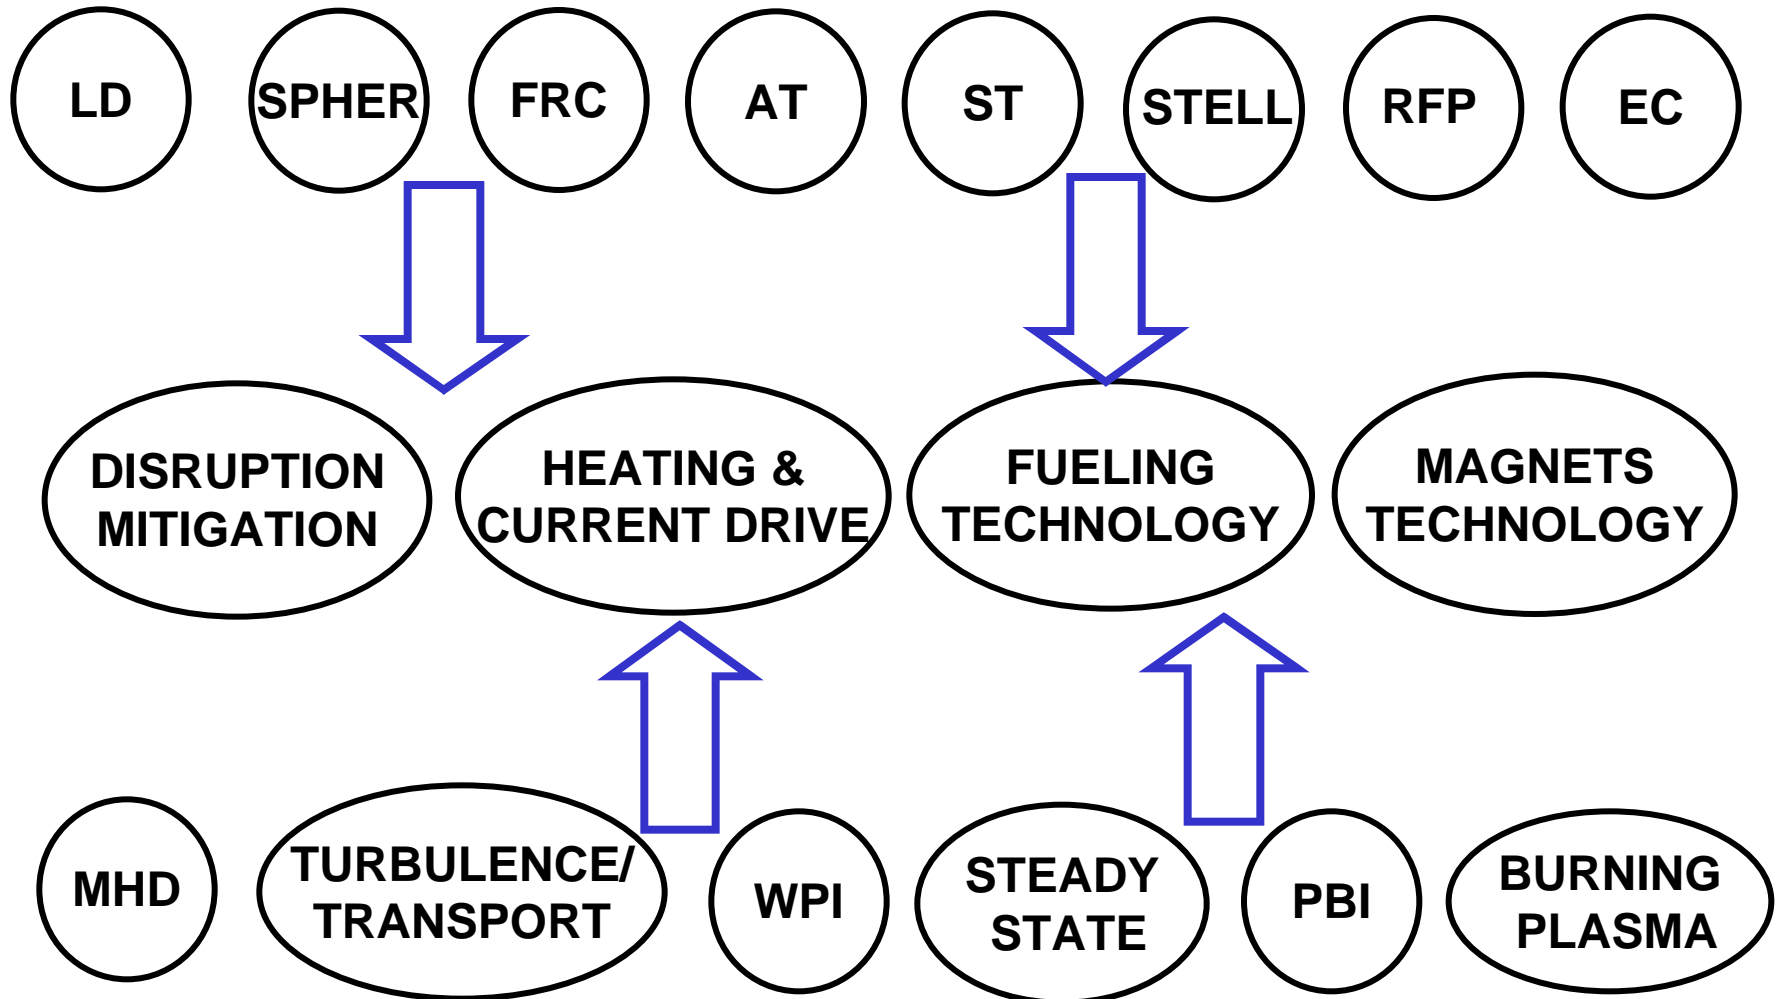 LD
SPHER
FRC
AT
ST
STELL
RFP
EC
DISRUPTION
MITIGATION
HEATING &
CURRENT DRIVE
FUELING
TECHNOLOGY
MAGNETS
TECHNOLOGY
MHD
TURBULENCE/
TRANSPORT
WPI
STEADY
STATE
PBI
BURNING
PLASMA